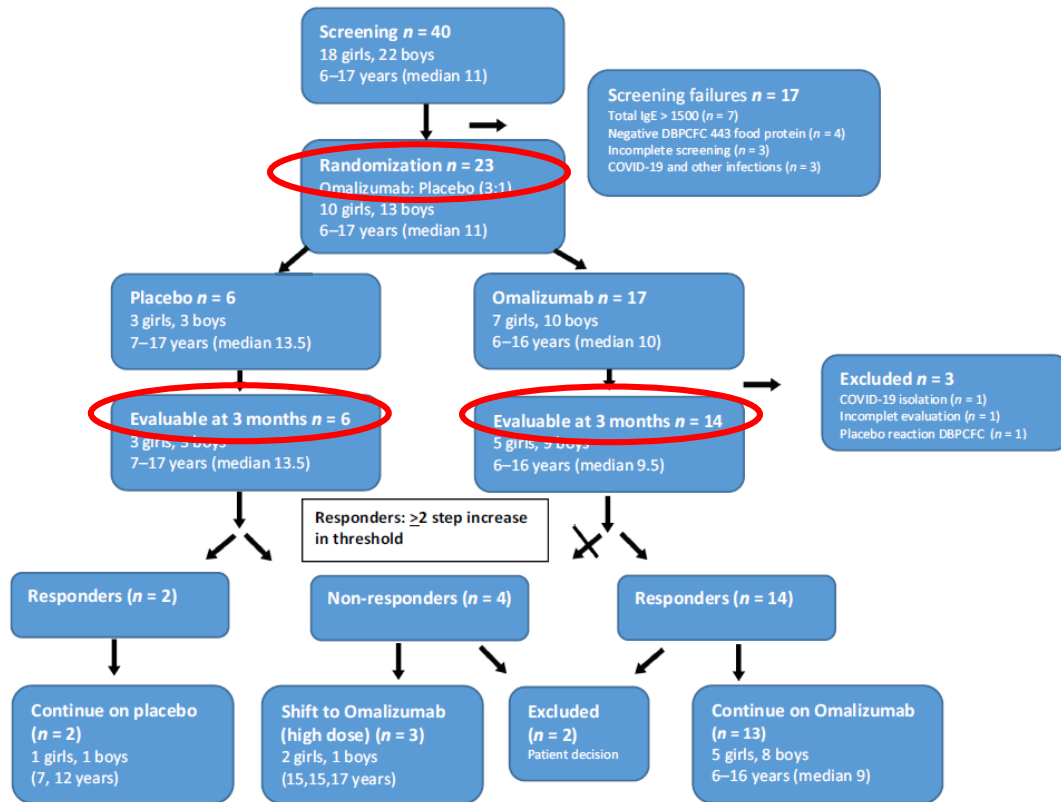 Screening n = 40
18 girls, 22 boys
6–17 years (median 11)
Screening failures n = 17
Total IgE > 1500 (n = 7)
Negative DBPCFC 443 food protein (n = 4)
Incomplete screening (n = 3)
COVID-19 and other infections (n = 3)
Randomization n = 23
Omalizumab: Placebo (3:1)
10 girls, 13 boys
6–17 years (median 11)
Placebo n = 6
3 girls, 3 boys
7–17 years (median 13.5)
Omalizumab n = 17
7 girls, 10 boys
6–16 years (median 10)
Excluded n = 3
COVID-19 isolation (n = 1)
Incomplet evaluation (n = 1)
Placebo reaction DBPCFC (n = 1)
Evaluable at 3 months n = 6
3 girls, 3 boys
7–17 years (median 13.5)
Evaluable at 3 months n = 14
5 girls, 9 boys
6–16 years (median 9.5)
Responders: ≥2 step increase
in threshold
Responders (n = 2)
Non-responders (n = 4)
Responders (n = 14)
Continue on placebo
(n = 2)
1 girls, 1 boys
(7, 12 years)
Shift to Omalizumab
(high dose) (n = 3)
2 girls, 1 boys
(15,15,17 years)
Excluded
(n = 2)
Patient decision
Continue on Omalizumab
(n = 13)
5 girls, 8 boys
6–16 years (median 9)